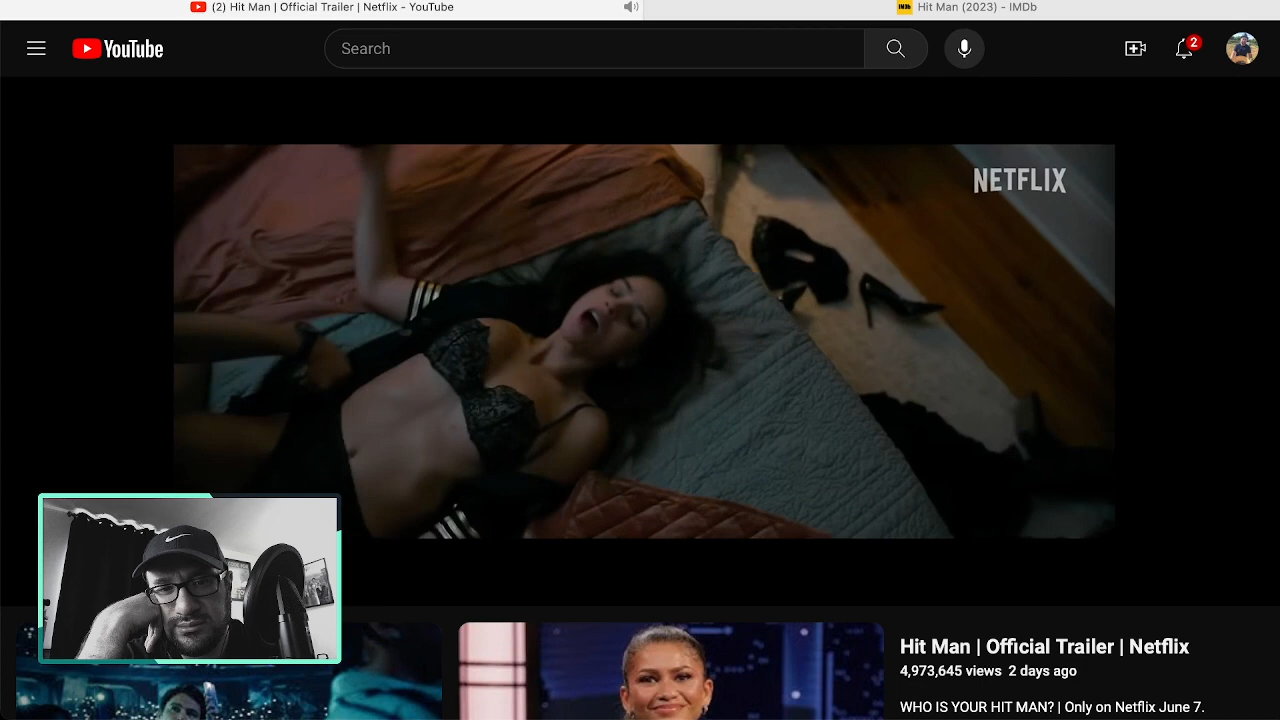 (2) Hit Man | Official Trailer | Netflix - YouTube
IMDb Hit Man (2023) - IMDb
YouTube
Search
2
NETFLIX
Hit Man | Official Trailer | Netflix
4,973,645 views 2 days ago
WHO IS YOUR HIT MAN? | Only on Netflix June 7.